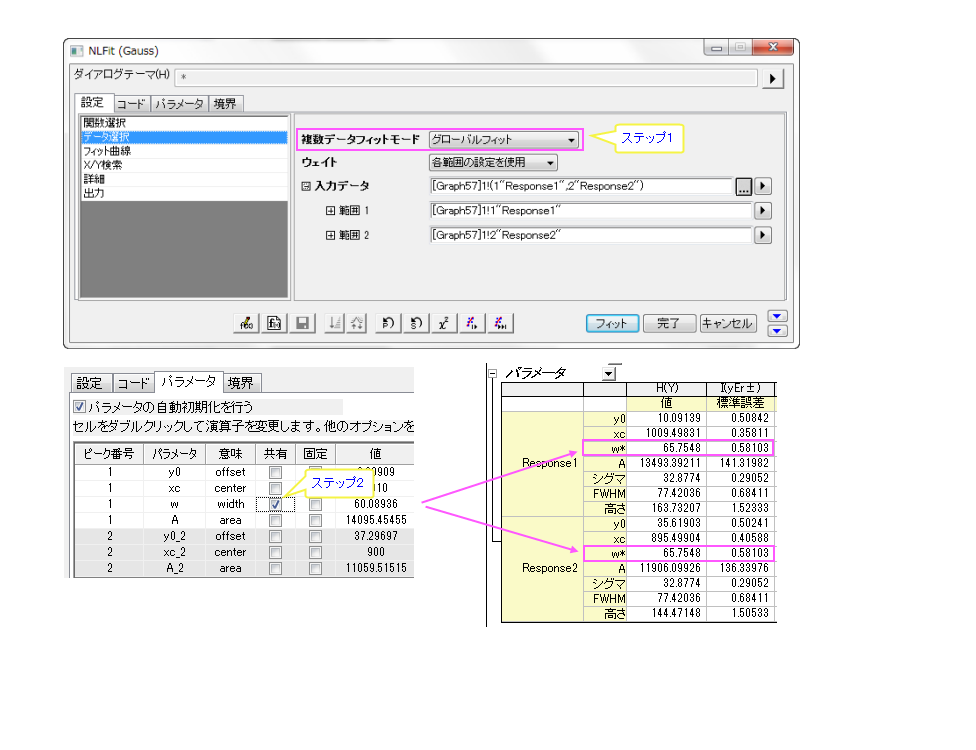 NLFit (Gauss)
ダイアログテーマ(H) *
設定 コード パラメータ 境界
関数選択
データ選択
フィット曲線
X/Y検索
詳細
出力
複数データフィットモード グローバルフィット
ステップ1
ウェイト 各範囲の設定を使用
入力データ [Graph57]1!(1"Response1",2"Response2") ...
範囲 1 [Graph57]1!1"Response1"
範囲 2 [Graph57]1!2"Response2"
フィット 完了 キャンセル
設定 コード パラメータ 境界
パラメータの自動初期化を行う
セルをダブルクリックして演算子を変更します。他のオプションを
ピーク番号 パラメータ 意味 共有 固定 値
1 y0 offset
1 xc center
ステップ2
1 w width 60.08936
1 A area 14095.45455
2 y0_2 offset 37.29697
2 xc_2 center 900
2 A_2 area 11059.51515
パラメータ
H(Y) I(yEr±)
値 標準誤差
Response1
y0 10.09139 0.50842
xc 1009.49831 0.35811
w* 65.7548 0.58103
A 13493.39211 141.31982
シグマ 32.8774 0.29052
FWHM 77.42036 0.68411
高さ 163.73207 1.52333
Response2
y0 35.61903 0.50241
xc 895.49904 0.40588
w* 65.7548 0.58103
A 11906.09926 136.33976
シグマ 32.8774 0.29052
FWHM 77.42036 0.68411
高さ 144.47148 1.50533